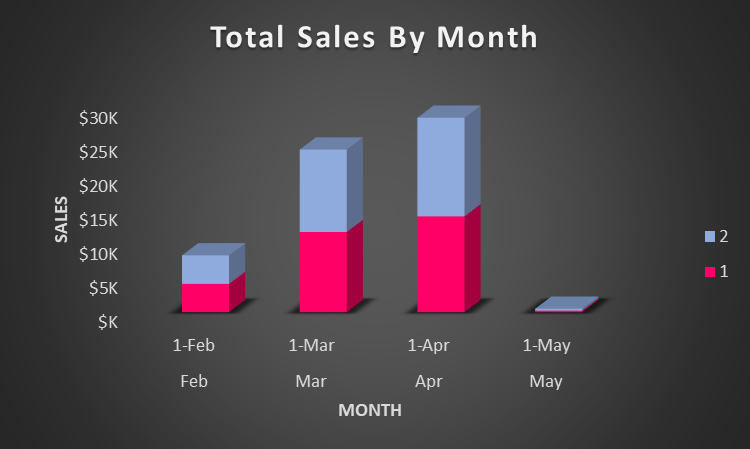 Total Sales By Month
$30K
$25K
$20K
$15K
$10K
$5K
$K
SALES
1-Feb 1-Mar 1-Apr 1-May
Feb Mar Apr May
MONTH
2
1